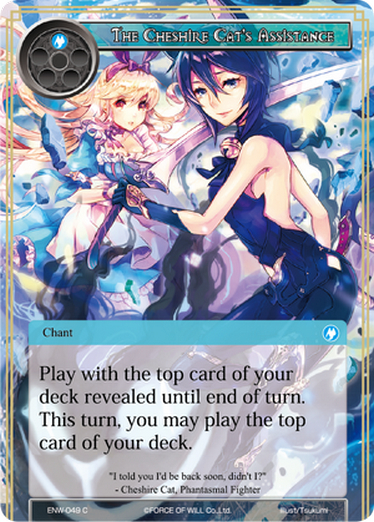 The Cheshire Cat's Assistance
Chant
Play with the top card of your
deck revealed until end of turn.
This turn, you may play the top
card of your deck.
"I told you I'd be back soon, didn't I?"
- Cheshire Cat, Phantasmal Fighter
ENW-049 C ©FORCE OF WILL Co.,Ltd. illust/Tsukumi